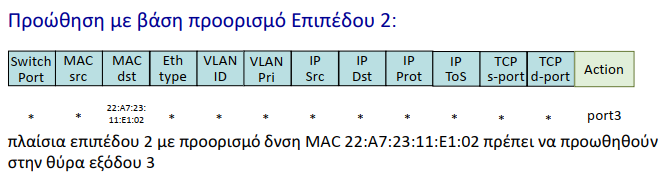 Προώθηση με βάση προορισμό Επιπέδου 2:
Switch Port MAC src MAC dst Eth type VLAN ID VLAN Pri IP Src IP Dst IP Prot IP ToS TCP s-port TCP d-port Action
* * 22:A7:23:11:E1:02 * * * * * * * * * port3
πλαίσια επιπέδου 2 με προορισμό δνση MAC 22:A7:23:11:E1:02 πρέπει να προωθηθούν
στην θύρα εξόδου 3